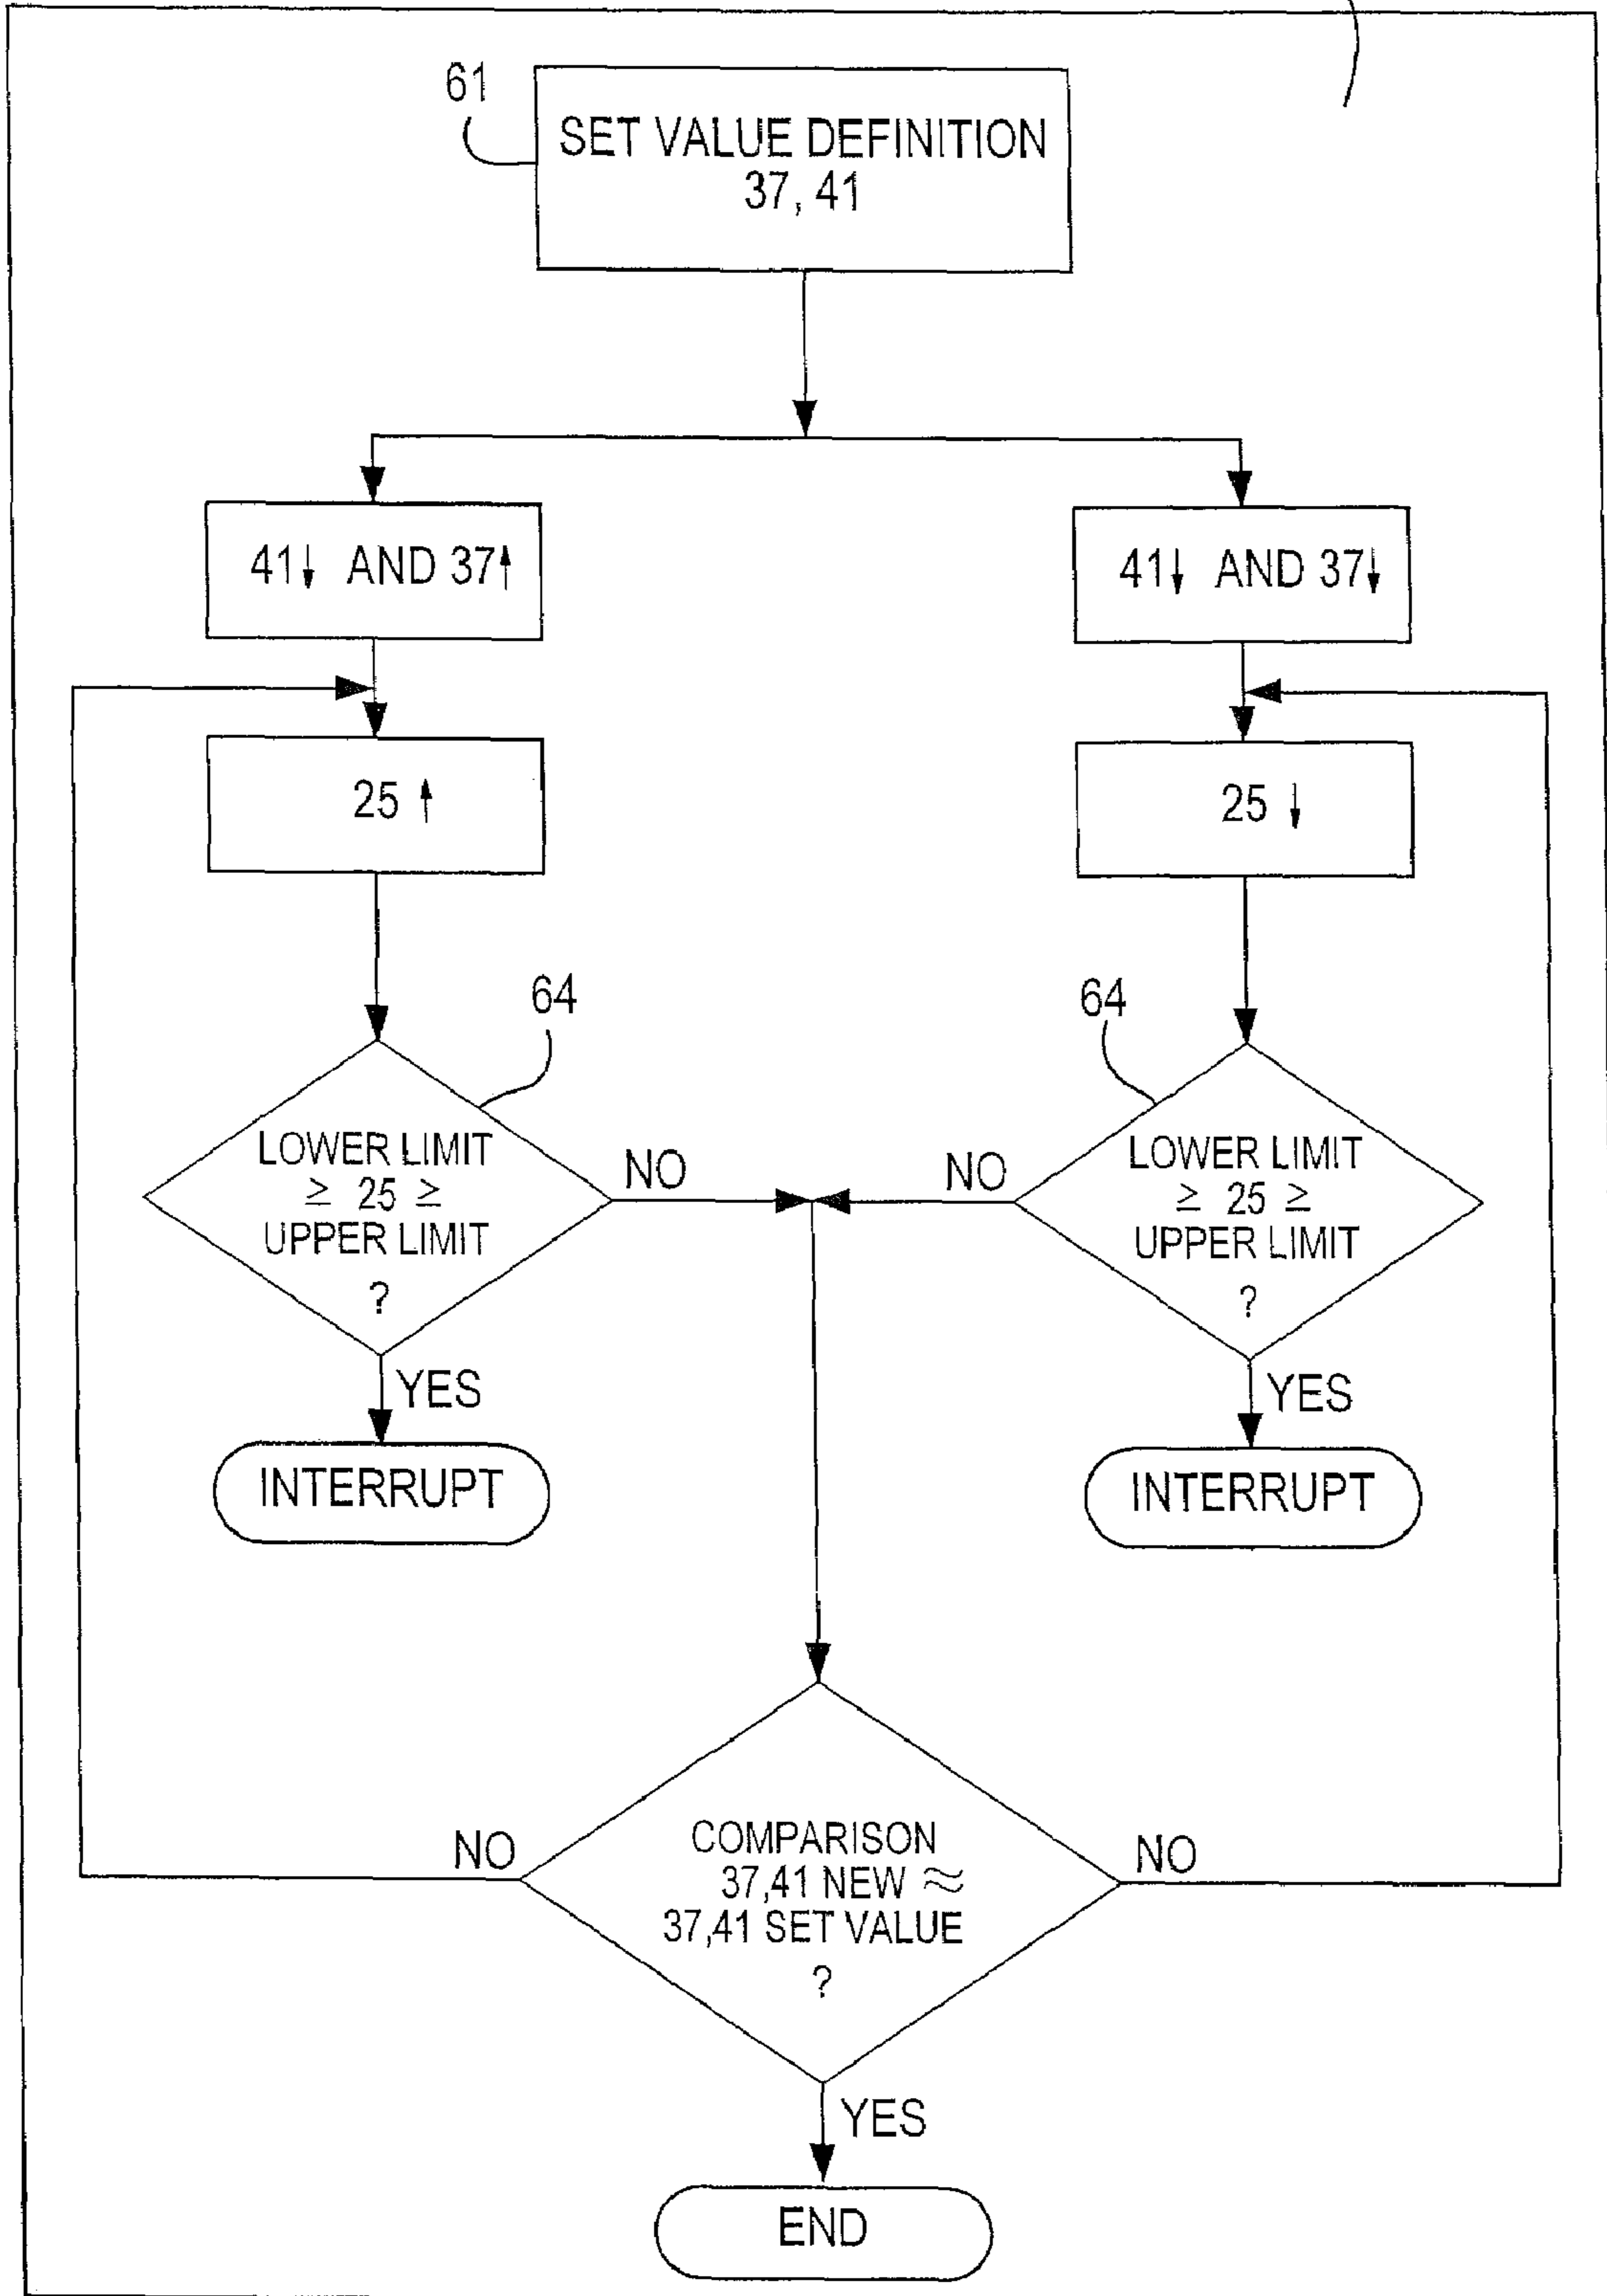 61
SET VALUE DEFINITION
37, 41
41↓ AND 37↑
41↓ AND 37↓
25 ↑
25 ↓
64
64
LOWER LIMIT
≥ 25 ≥
UPPER LIMIT
?
NO
YES
INTERRUPT
NO
LOWER LIMIT
≥ 25 ≥
UPPER LIMIT
?
YES
INTERRUPT
NO
COMPARISON
37,41 NEW ≈
37,41 SET VALUE
?
NO
YES
END